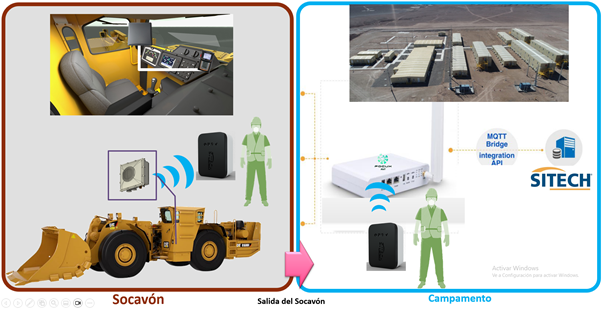 MQTT
Bridge
integration
API
SITECH
Activar Windows
Ve a Configuración para activar Windows.
Socavón
Salida del Socavón
Campamento